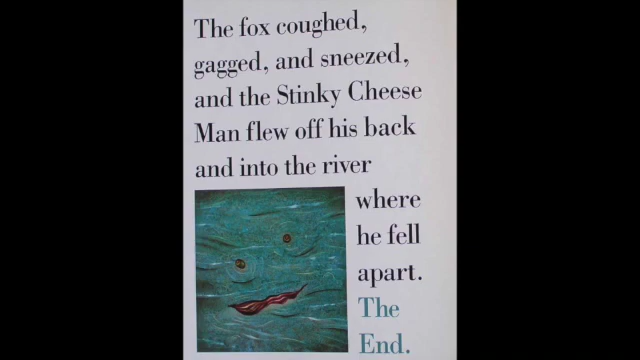 The fox coughed,
gagged, and sneezed,
and the Stinky Cheese
Man flew off his back
and into the river
where
he fell
apart.
The
End.